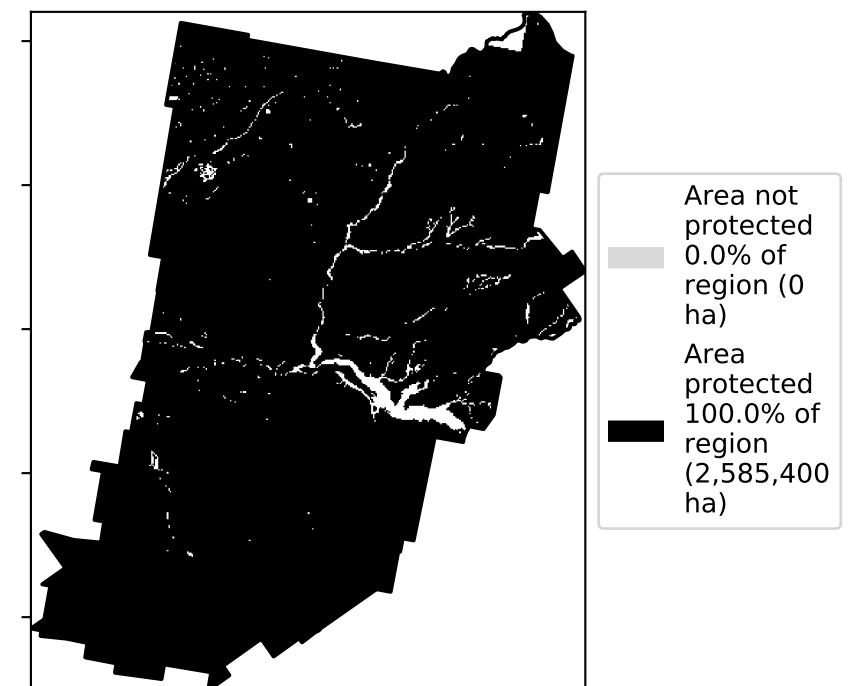 Area not
protected
0.0% of
region (0
ha)
Area
protected
100.0% of
region
(2,585,400
ha)